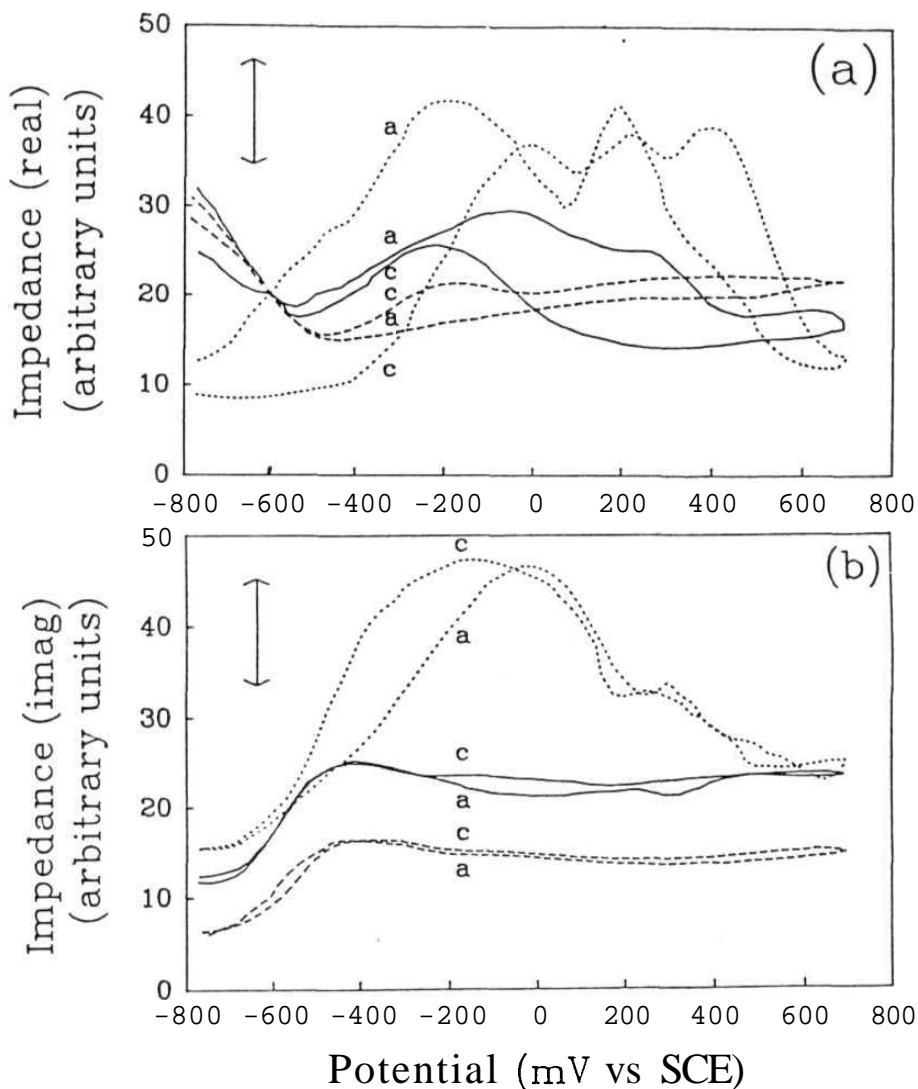 50
40
30
20
10
0
Impedance (real)
(arbitrary units)
(a)
a
a
c
c
a
c
-800 -600 -400 -200 0 200 400 600 800
50
40
30
20
10
0
Impedance (imag)
(arbitrary units)
(b)
c
a
c
a
c
a
-800 -600 -400 -200 0 200 400 600 800
Potential (mV vs SCE)